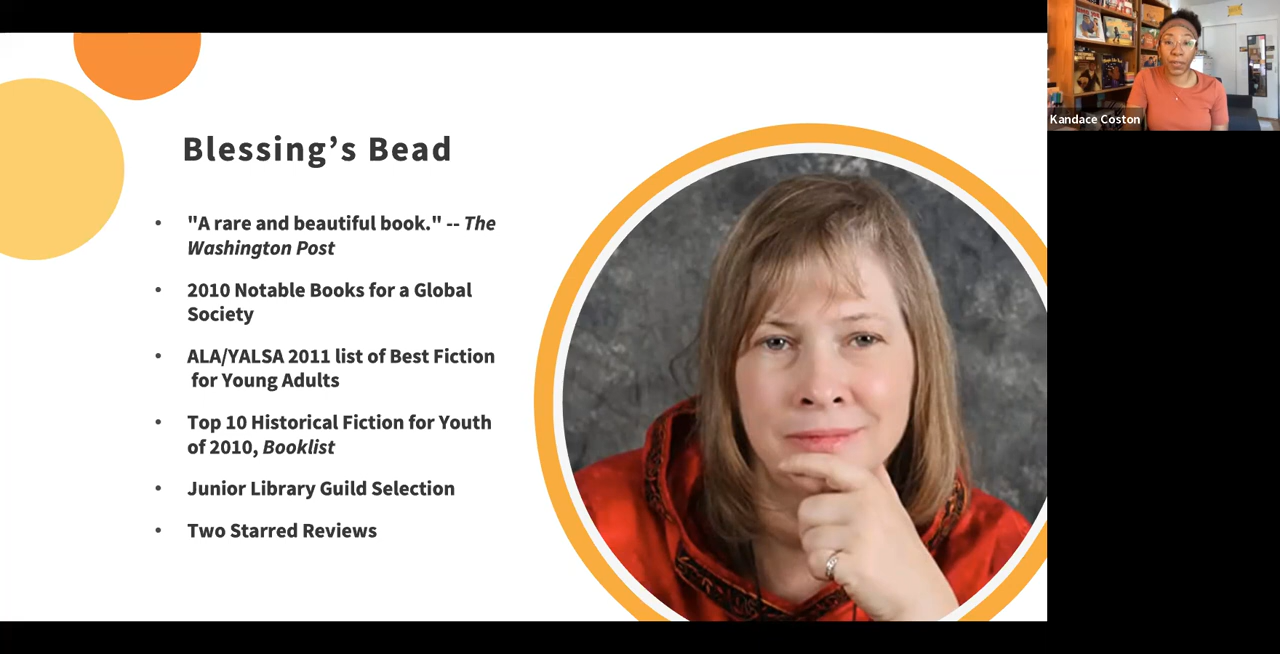 Blessing's Bead
• "A rare and beautiful book." -- The
Washington Post
• 2010 Notable Books for a Global
Society
• ALA/YALSA 2011 list of Best Fiction
for Young Adults
• Top 10 Historical Fiction for Youth
of 2010, Booklist
• Junior Library Guild Selection
• Two Starred Reviews
Kandace Coston